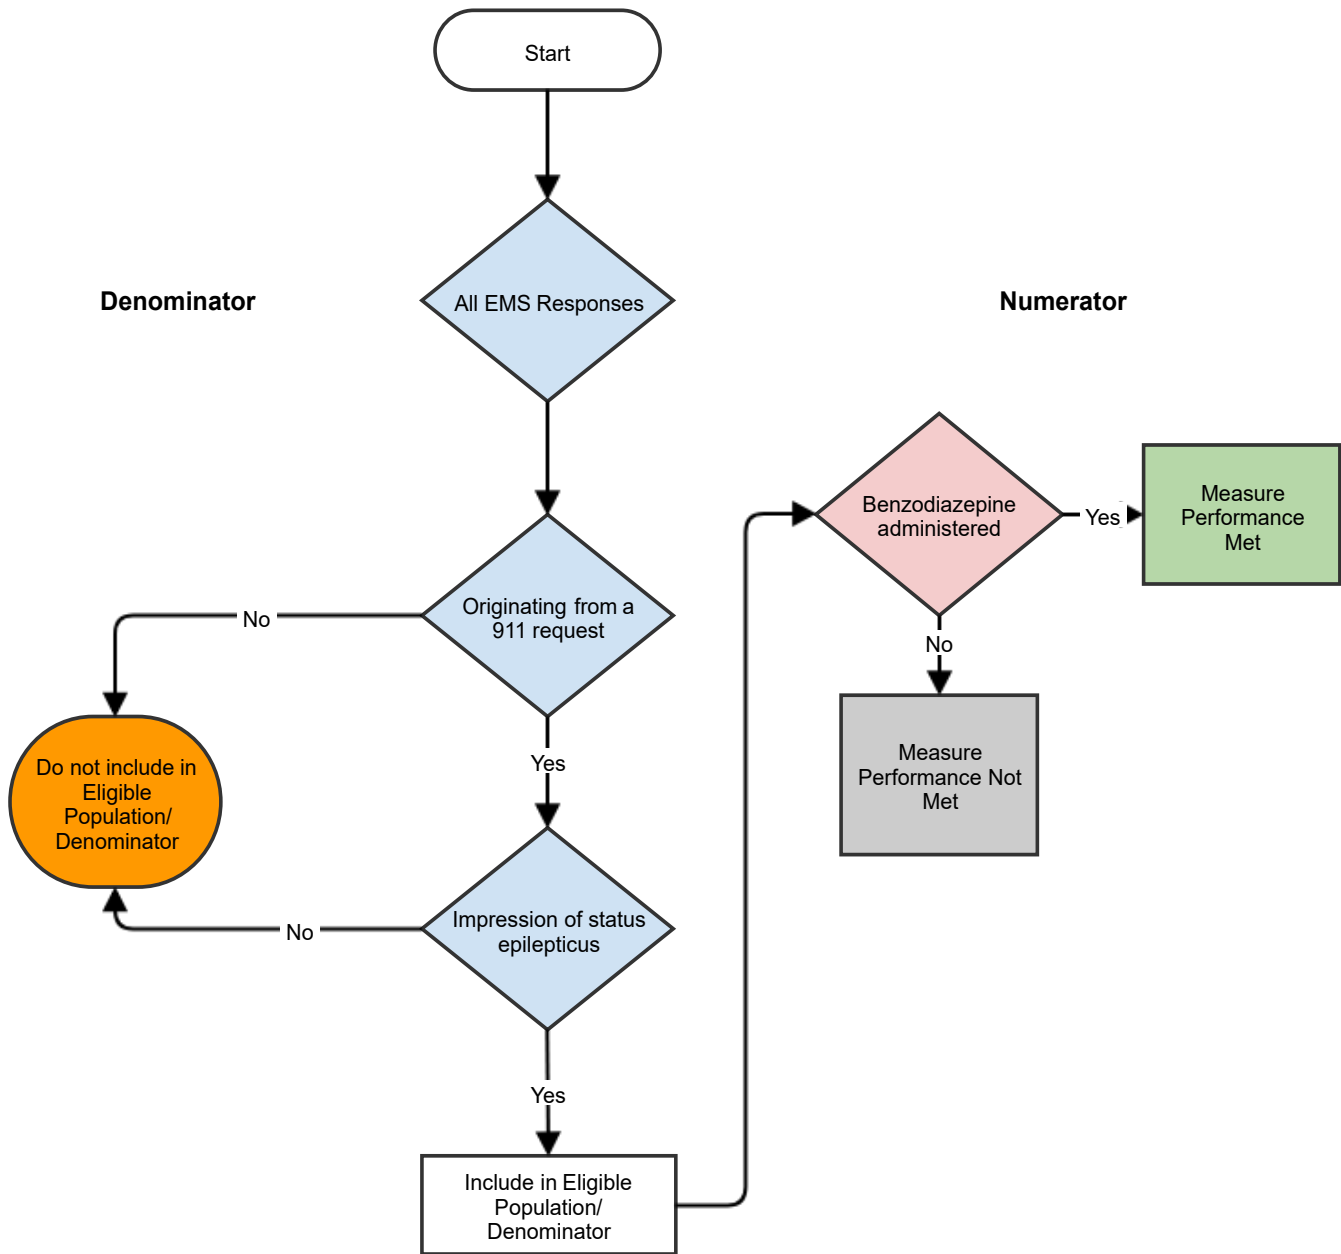 Start
All EMS Responses
Denominator
Numerator
Benzodiazepine
administered
Yes
Measure
Performance
Met
No
Measure
Performance Not
Met
Originating from a
911 request
No
Yes
Do not include in
Eligible
Population/
Denominator
Impression of status
epilepticus
No
Yes
Include in Eligible
Population/
Denominator